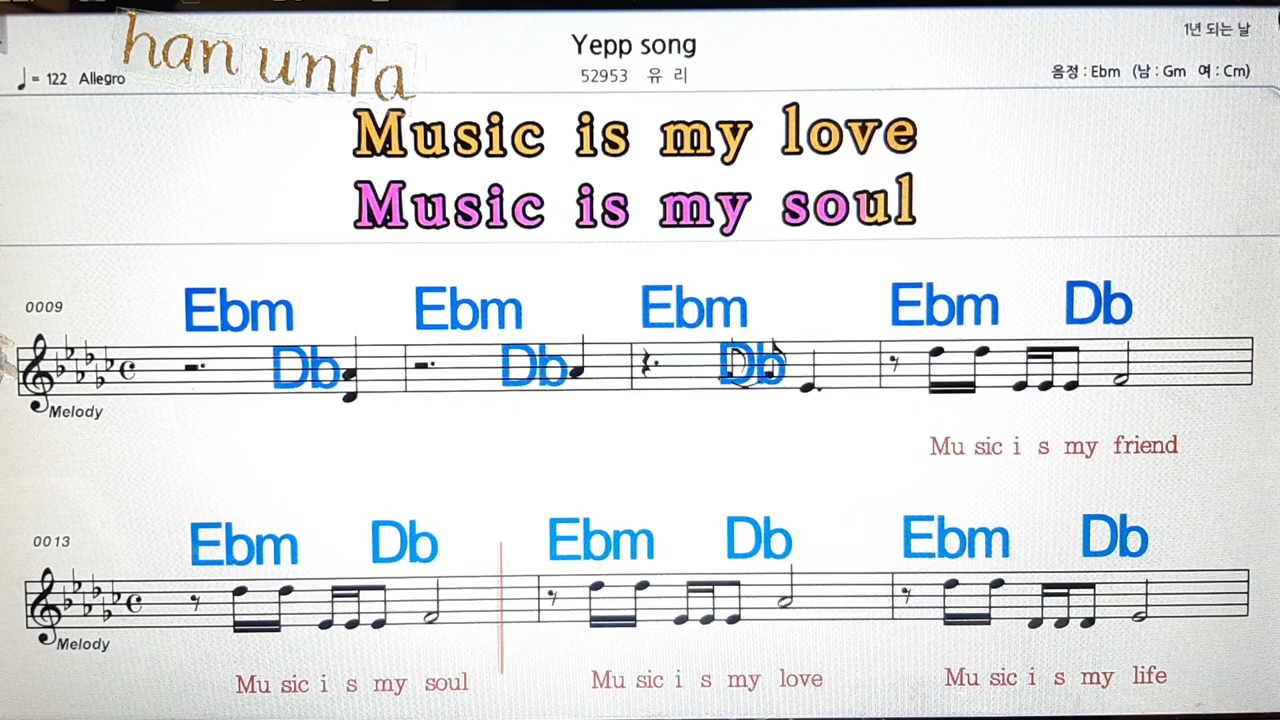 han unfa
Yepp song
1년 되는 날
♩= 122 Allegro
52953 유 리
음정 : Ebm (남 : Gm 여 : Cm)
Music is my love
Music is my soul
0009
Ebm Ebm Ebm Ebm Db
Db Db Db
Melody
Mu sic i s my friend
0013
Ebm Db Ebm Db Ebm Db
Melody
Mu sic i s my soul Mu sic i s my love Mu sic i s my life